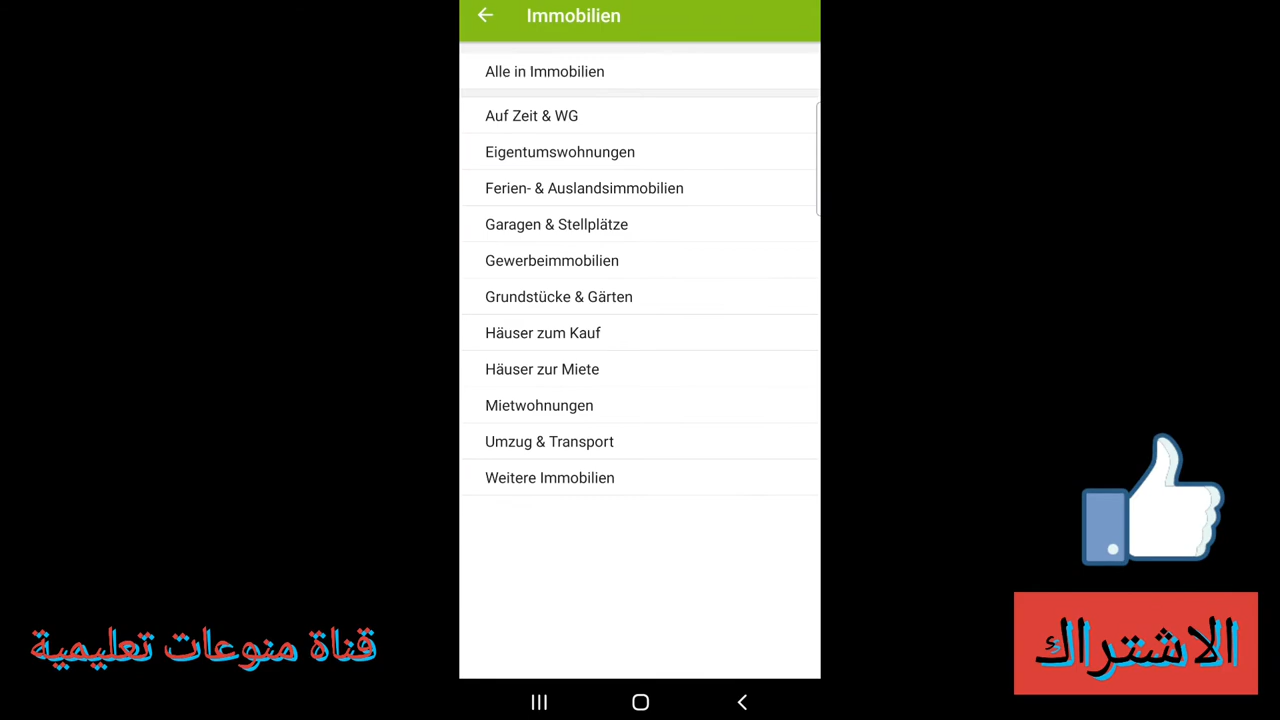 Immobilien
Alle in Immobilien
Auf Zeit & WG
Eigentumswohnungen
Ferien- & Auslandsimmobilien
Garagen & Stellplätze
Gewerbeimmobilien
Grundstücke & Gärten
Häuser zum Kauf
Häuser zur Miete
Mietwohnungen
Umzug & Transport
Weitere Immobilien
قناة منوعات تعليمية
الاشتراك